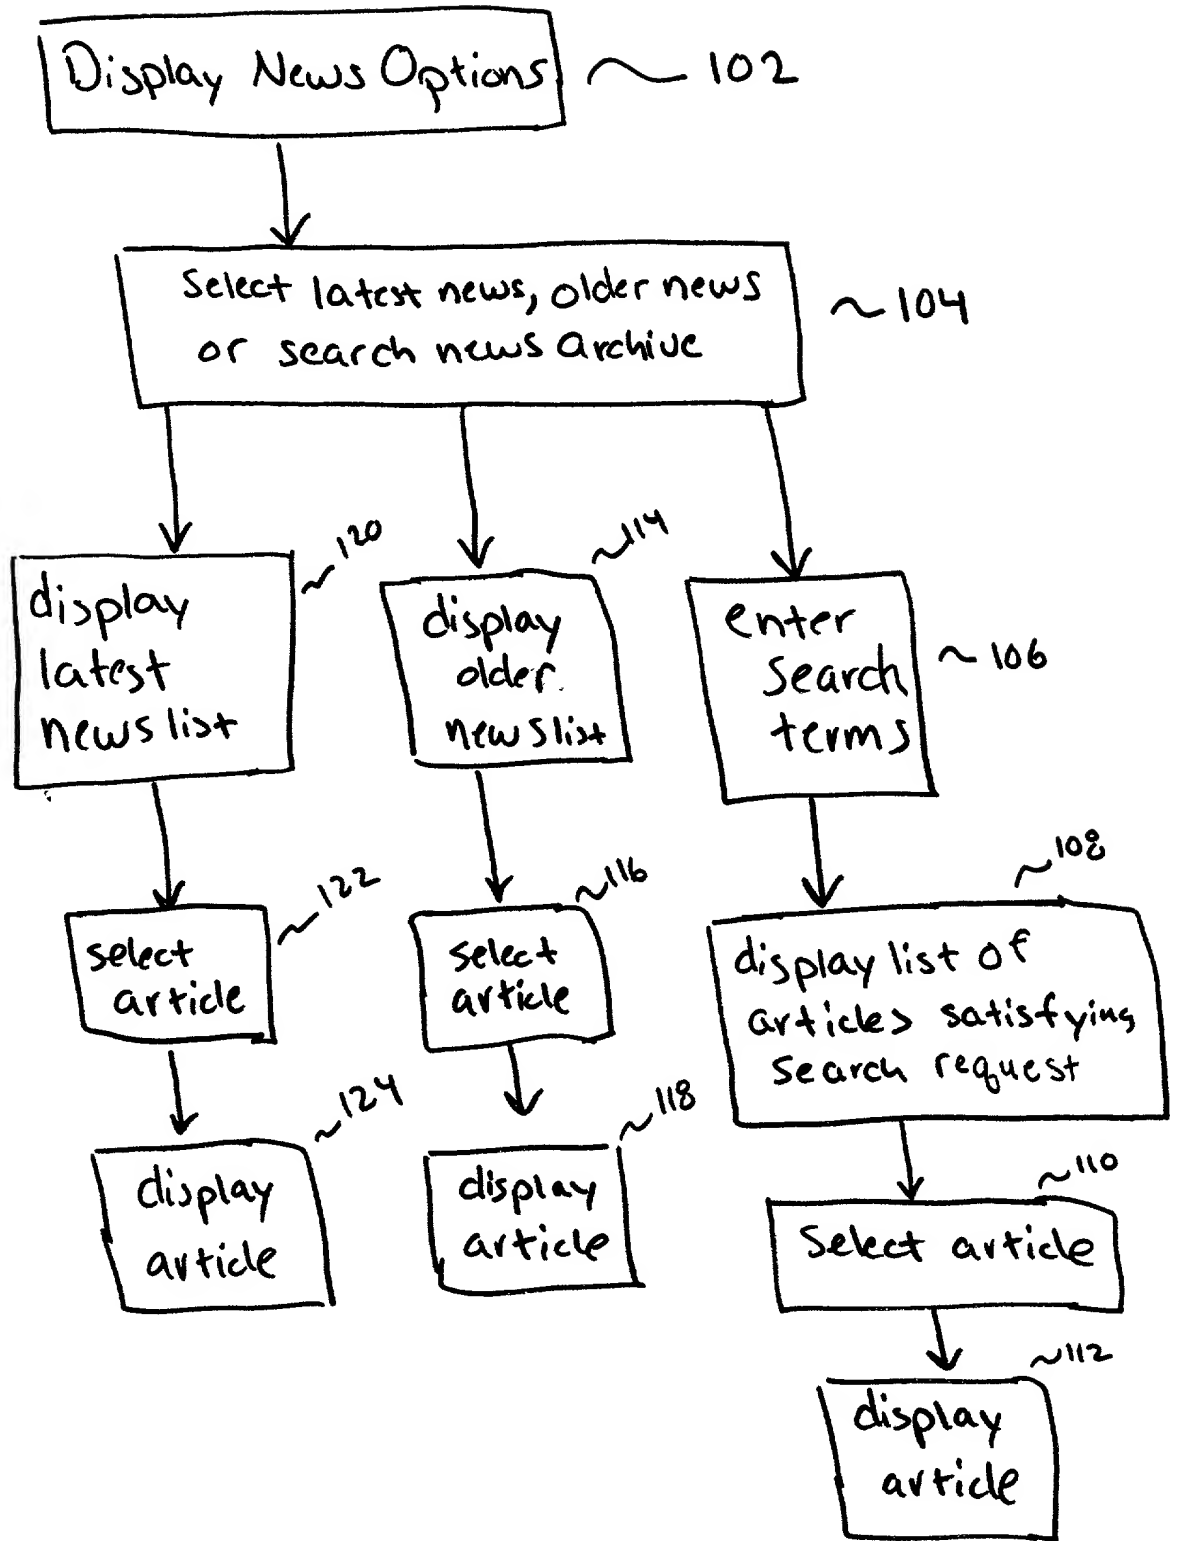 Display News Options
102
Select latest news, older news
or search news archive
104
120
display
latest
news list
114
display
older
news list
106
enter
search
terms
122
select
article
116
select
article
108
display list of
articles satisfying
search request
124
display
article
118
display
article
110
Select article
112
display
article